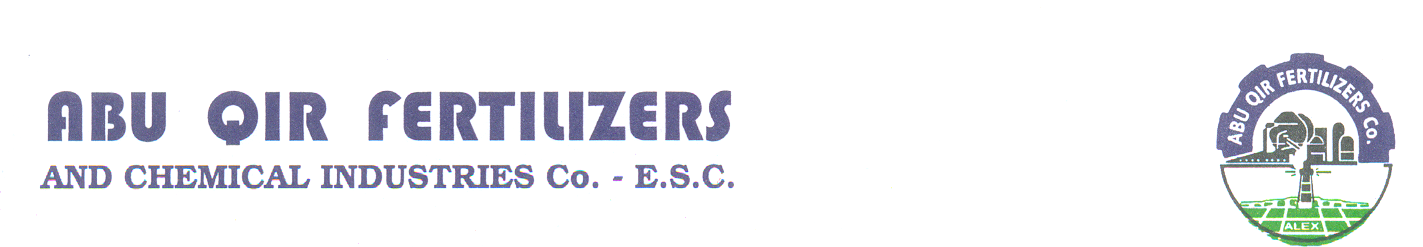 ABU QIR FERTILIZERS
AND CHEMICAL INDUSTRIES Co. - E.S.C.
ABU QIR FERTILIZERS Co.
ALEX.